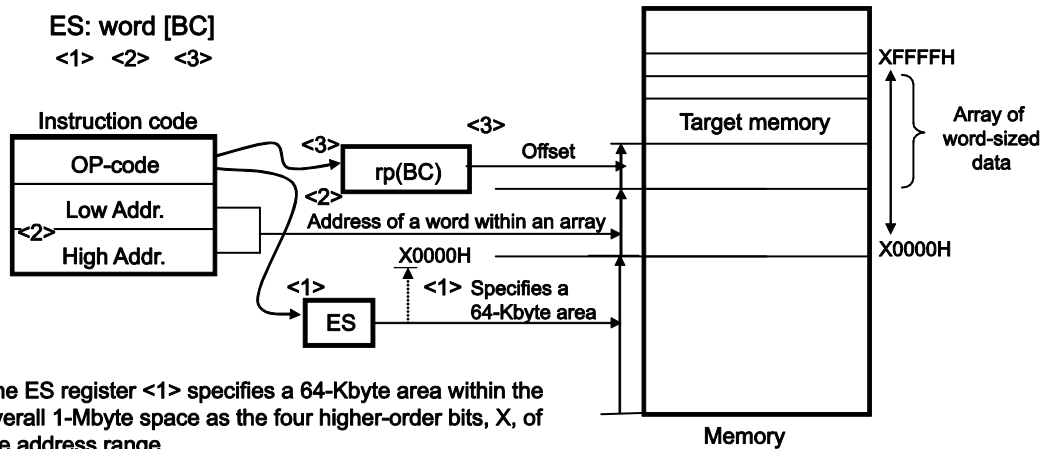 ES: word [BC]
<1> <2> <3>
Instruction code
OP-code
Low Addr.
<2>
High Addr.
<3>
rp(BC)
<3>
Offset
<2>
Address of a word within an array
X0000H
<1>
ES
<1> Specifies a
64-Kbyte area
XFFFFH
Target memory
Array of
word-sized
data
X0000H
Memory
he ES register <1> specifies a 64-Kbyte area within the
verall 1-Mbyte space as the four higher-order bits, X, of
e address range